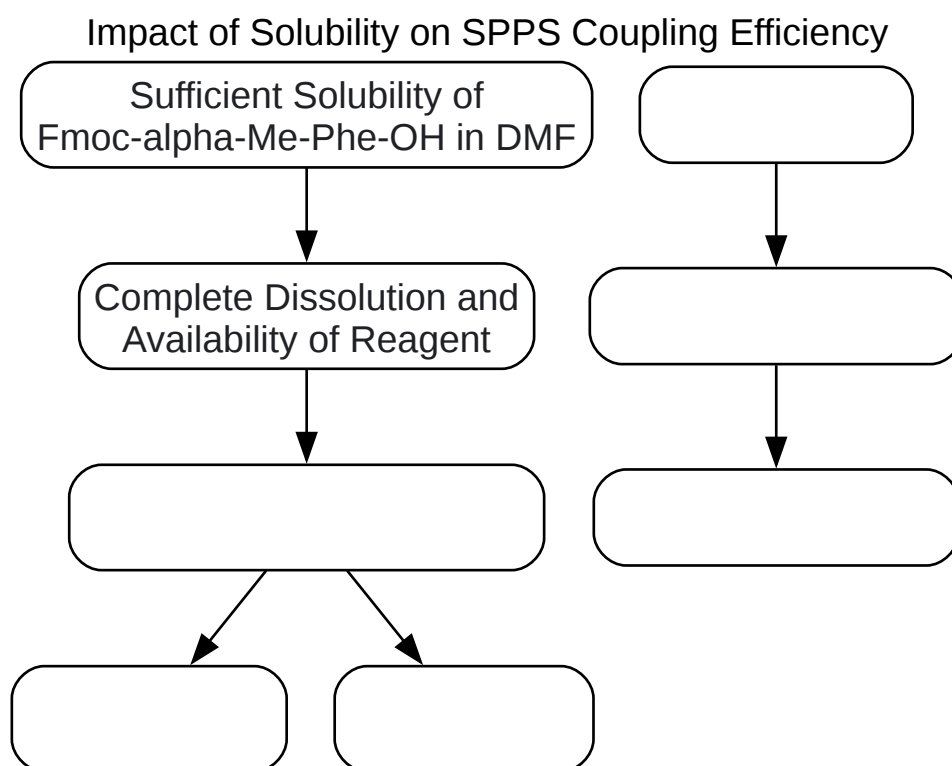 Impact of Solubility on SPPS Coupling Efficiency
Sufficient Solubility of
Fmoc-alpha-Me-Phe-OH in DMF
Complete Dissolution and
Availability of Reagent